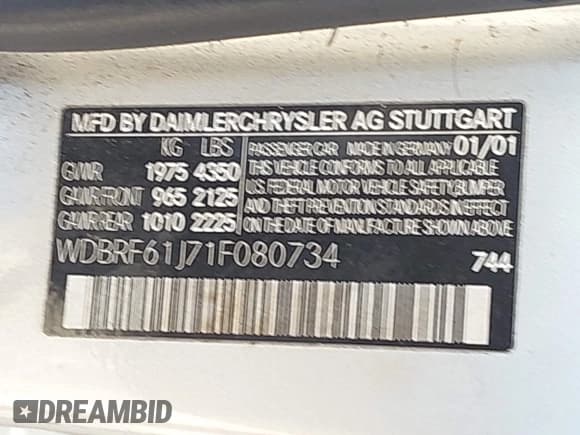 MFD BY DAIMLERCHRYSLER AG STUTTGART
KG LBS
GVWR 1975 4350
GAWR FRONT 965 2125
GAWR REAR 1010 2225
PASSENGER CAR MADE IN GERMANY 01/01
THIS VEHICLE CONFORMS TO ALL APPLICABLE
U.S. FEDERAL MOTOR VEHICLE SAFETY BUMPER
AND THEFT PREVENTION STANDARDS IN EFFECT
ON THE DATE OF MANUFACTURE SHOWN ABOVE
WDBRF61J71F080734 744
DREAMBID